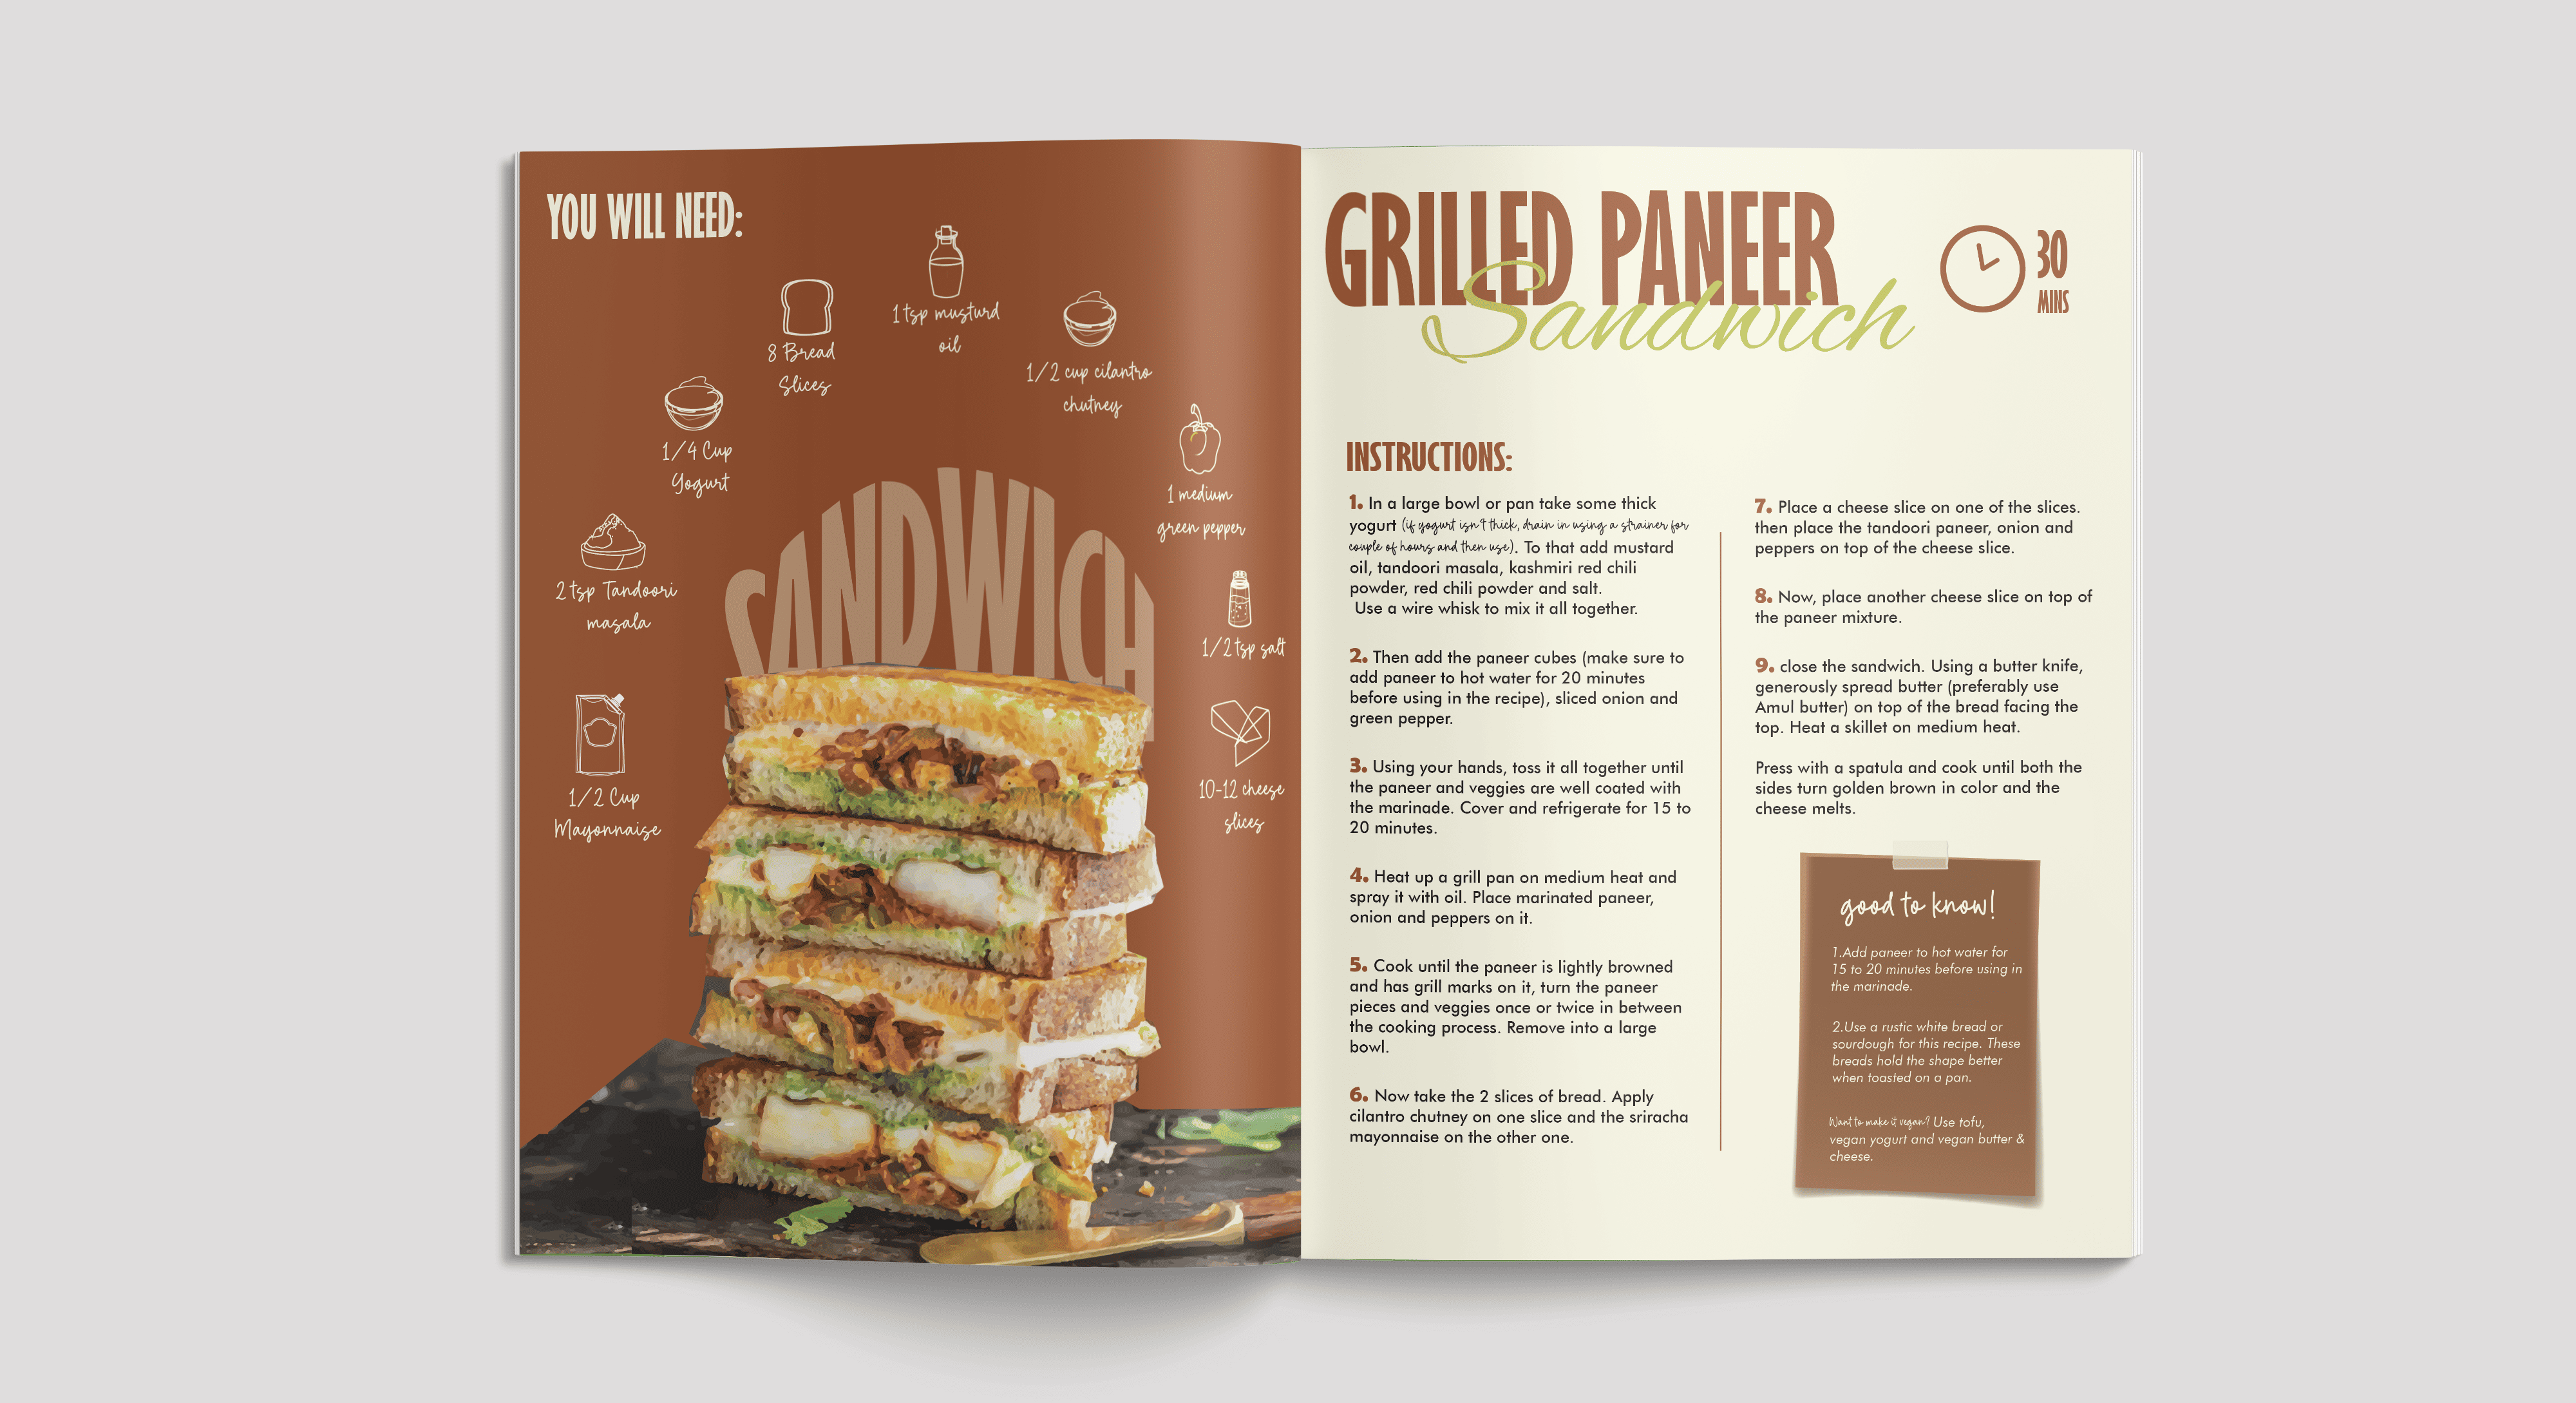 YOU WILL NEED:
1 tsp musturd
oil
8 Bread
Slices
1/2 cup cilantro
chutney
1/4 Cup
Yogurt
1 medium
green pepper
2 tsp Tandoori
masala
1/2 tsp salt
1/2 Cup
Mayonnaise
10-12 cheese
slices
SANDWICH
GRILLED PANEER
Sandwich
30
MINS
INSTRUCTIONS:
1. In a large bowl or pan take some thick
yogurt (if yogurt isn't thick, drain in using a strainer for
couple of hours and then use). To that add mustard
oil, tandoori masala, kashmiri red chili
powder, red chili powder and salt.
Use a wire whisk to mix it all together.
2. Then add the paneer cubes (make sure to
add paneer to hot water for 20 minutes
before using in the recipe), sliced onion and
green pepper.
3. Using your hands, toss it all together until
the paneer and veggies are well coated with
the marinade. Cover and refrigerate for 15 to
20 minutes.
4. Heat up a grill pan on medium heat and
spray it with oil. Place marinated paneer,
onion and peppers on it.
5. Cook until the paneer is lightly browned
and has grill marks on it, turn the paneer
pieces and veggies once or twice in between
the cooking process. Remove into a large
bowl.
6. Now take the 2 slices of bread. Apply
cilantro chutney on one slice and the sriracha
mayonnaise on the other one.
7. Place a cheese slice on one of the slices.
then place the tandoori paneer, onion and
peppers on top of the cheese slice.
8. Now, place another cheese slice on top of
the paneer mixture.
9. close the sandwich. Using a butter knife,
generously spread butter (preferably use
Amul butter) on top of the bread facing the
top. Heat a skillet on medium heat.
Press with a spatula and cook until both the
sides turn golden brown in color and the
cheese melts.
good to know!
1.Add paneer to hot water for
15 to 20 minutes before using in
the marinade.
2.Use a rustic white bread or
sourdough for this recipe. These
breads hold the shape better
when toasted on a pan.
Want to make it vegan? Use tofu,
vegan yogurt and vegan butter &
cheese.